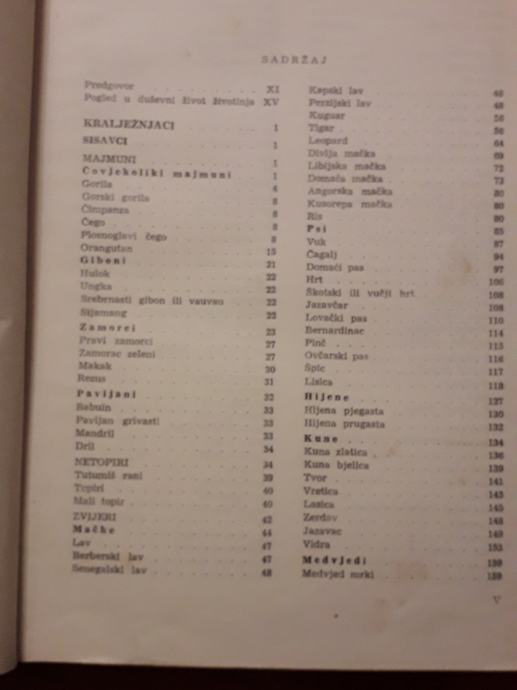 SADRŽAJ
Predgovor XI
Pogled u duševni život životinja XV
KRALJEŽNJACI 1
SISAVCI 1
MAJMUNI 1
Čovjekoliki majmuni 1
Gorila 4
Gorski gorila 8
Čimpanza 8
Čego 8
Plosnoglavi čego 8
Orangutan 15
Giboni 21
Hulok 22
Ungka 22
Srebrnasti gibon ili vauvau 22
Sijamang 22
Zamorci 23
Pravi zamorci 27
Zamorac zeleni 27
Makak 30
Rezus 31
Pavijani 32
Babuin 33
Pavijan grivasti 33
Mandril 33
Dril 34
NETOPIRI 34
Tutumiš rani 39
Topiri 40
Mali topir 40
ZVIJERI 42
Mačke 44
Lav 47
Berberski lav 47
Senegalski lav 48
Kapski lav 48
Perzijski lav 48
Kuguar 56
Tigar 56
Leopard 64
Divlja mačka 69
Libijska mačka 72
Domaća mačka 73
Angorska mačka 80
Kusorepa mačka 80
Ris 80
Psi 85
Vuk 87
Čagalj 94
Domaći pas 97
Hrt 106
Škotski ili vučji hrt 108
Jazavčar 108
Lovački pas 110
Bernardinac 114
Pinč 115
Ovčarski pas 116
Špic 117
Lisica 118
Hijene 127
Hijena pjegasta 130
Hijena prugasta 132
Kune 134
Kuna zlatica 136
Kuna bjelica 139
Tvor 141
Vretica 143
Lasica 145
Zerdov 148
Jazavac 149
Vidra 153
Medvjedi 159
Medvjed mrki 159
V